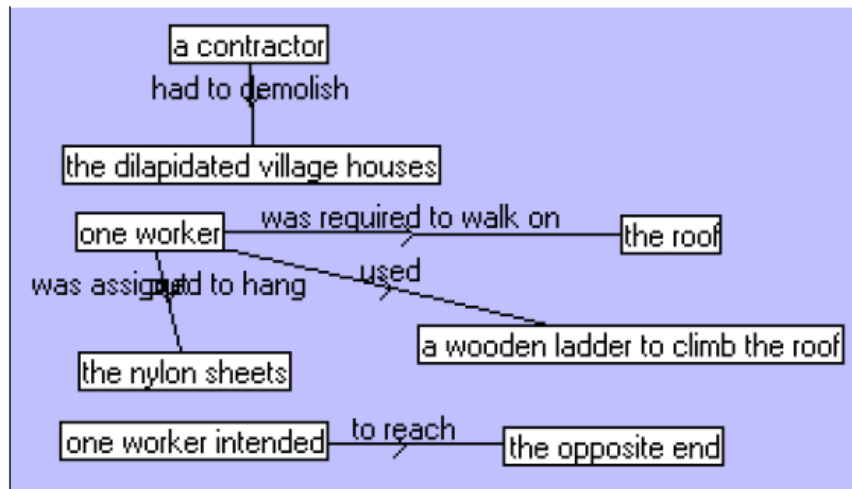 a contractor
had to demolish
the dilapidated village houses
one worker
was required to walk on
the roof
used
was assigned to hang
a wooden ladder to climb the roof
the nylon sheets
one worker intended
to reach
the opposite end